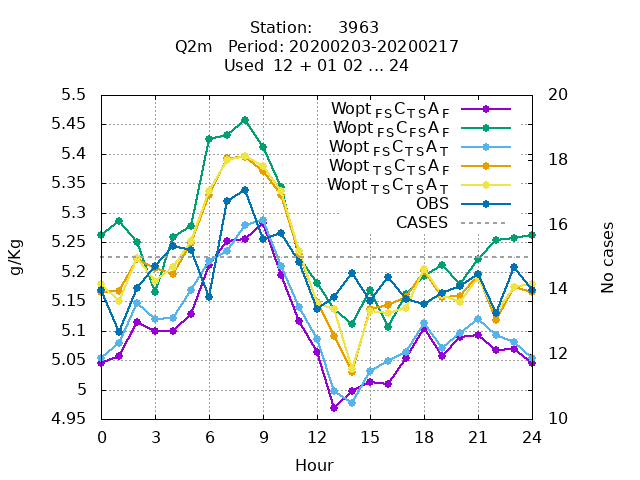 Station: 3963
Q2m Period: 20200203-20200217
Used 12 + 01 02 ... 24
5.5
5.45
5.4
5.35
5.3
5.25
5.2
5.15
5.1
5.05
5
4.95
g/Kg
Wopt FS C TS A F
Wopt FS C FS A F
Wopt FS C TS A T
Wopt TS C TS A F
Wopt TS C TS A T
OBS
CASES
20
18
16
14
12
10
No cases
0 3 6 9 12 15 18 21 24
Hour